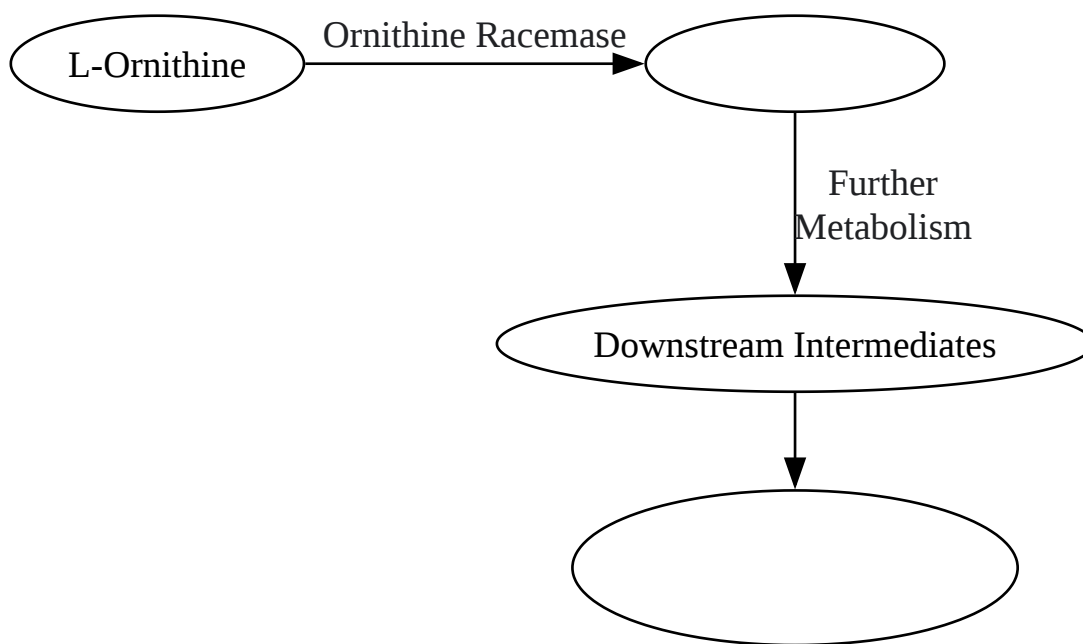 L-Ornithine
Ornithine Racemase
Further
Metabolism
Downstream Intermediates